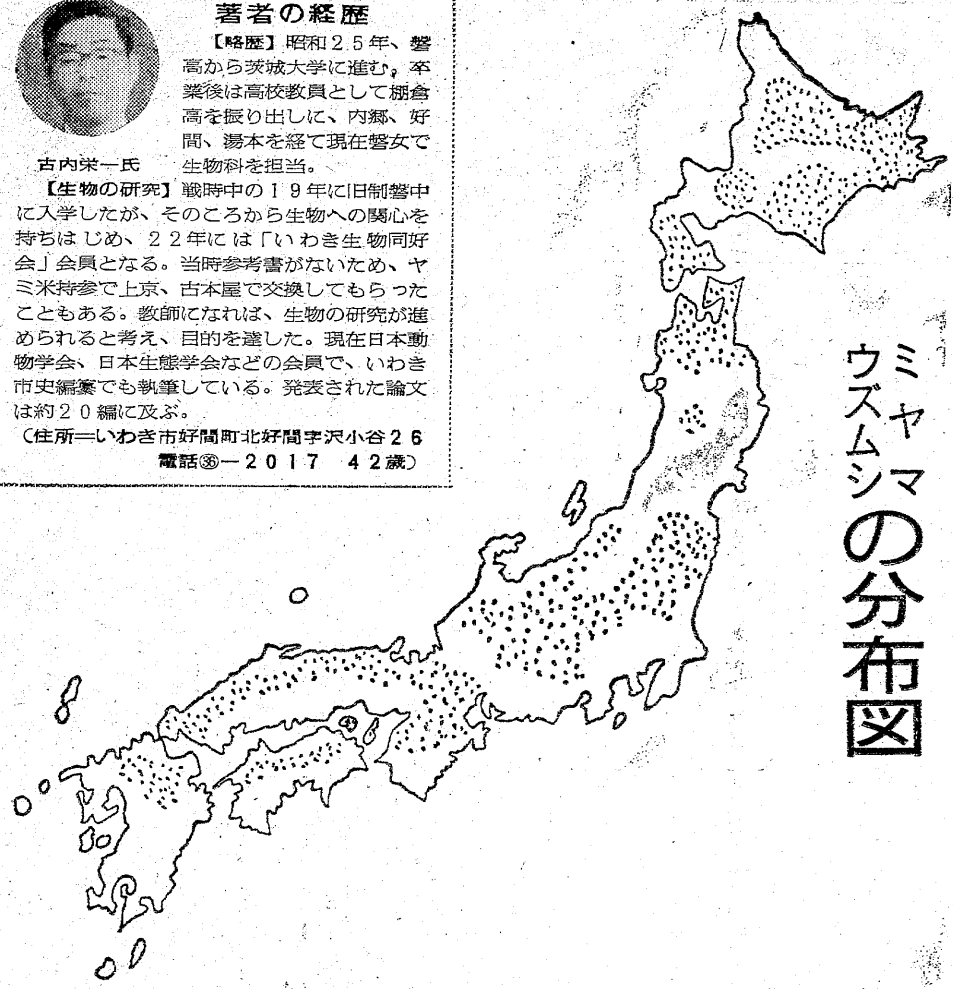 著者の経歴
【略歴】昭和25年、磐
高から茨城大学に進む。卒
業後は高校教員として棚倉
高を振り出しに、内郷、好
間、湯本を経て現在磐女で
生物科を担当。
古内栄一氏
【生物の研究】戦時中の19年に旧制磐中
に入学したが、そのころから生物への関心を
持ちはじめ、22年には「いわき生物同好
会」会員となる。当時参考書がないため、ヤ
ミ米持参で上京、古本屋で交換してもらった
こともある。教師になれば、生物の研究が進
められると考え、目的を達した。現在日本動
物学会、日本生態学会などの会員で、いわき
市史編纂でも執筆している。発表された論文
は約20編に及ぶ。
(住所=いわき市好間町北好間字沢小谷26
電話㊱−2017 42歳)
ミヤマ
ウズムシ
の分布図